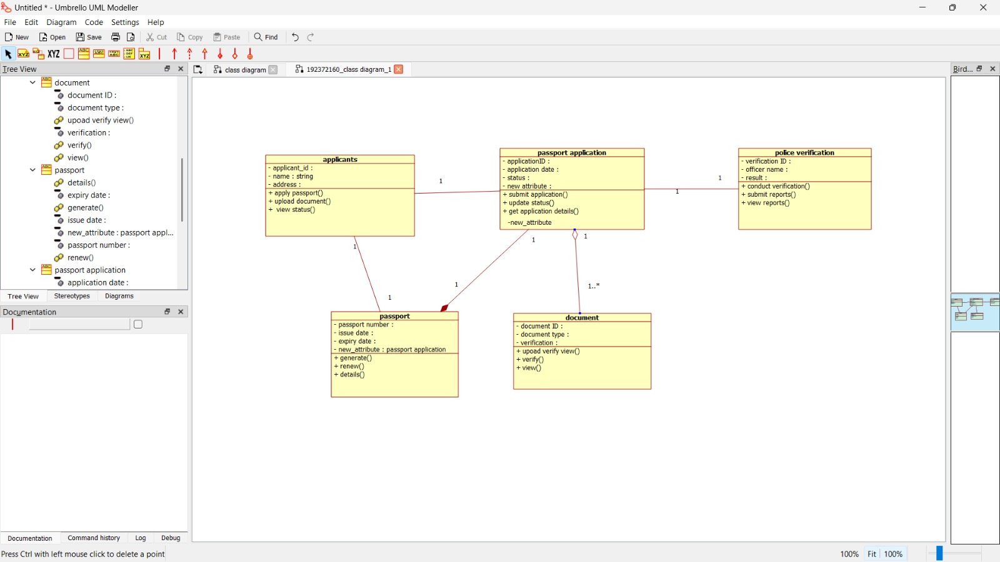 Untitled * - Umbrello UML Modeller
File Edit Diagram Code Settings Help
New Open Save Cut Copy Paste Find
XYZ XYZ ABC ABC XYZ
Tree View
class diagram
192372160_class diagram_1
Bird...
document
document ID :
document type :
upoad verify view()
verification :
verify()
view()
passport
details()
expiry date :
generate()
issue date :
new_attribute : passport appl...
passport number :
renew()
passport application
application date :
Tree View Stereotypes Diagrams
Documentation
Documentation Command history Log Debug
applicants
- applicant_id :
- name : string
- address :
+ apply passport()
+ upload document()
+ view status()
1
passport application
- applicationID :
- application date :
- status :
- new attribute :
+ submit application()
+ update status()
+ get application details()
-new_attribute
1
1
police verification
- verification ID :
- officer name :
- result :
+ conduct verification()
+ submit reports()
+ view reports()
1
1
1
1
1
1..*
passport
- passport number :
- issue date :
- expiry date :
- new_attribute : passport application
+ generate()
+ renew()
+ details()
document
- document ID :
- document type :
- verification :
+ upoad verify view()
+ verify()
+ view()
Press Ctrl with left mouse click to delete a point
100% Fit 100%